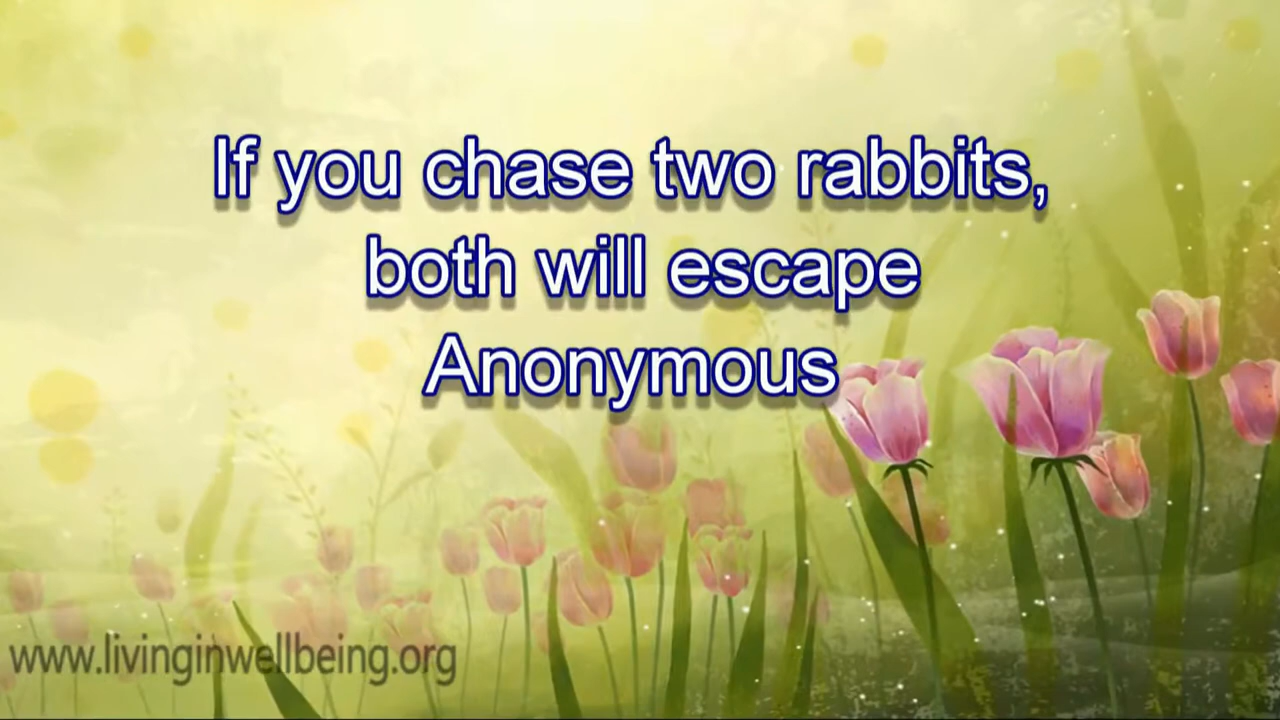 If you chase two rabbits,
both will escape
Anonymous
www.livinginwellbeing.org